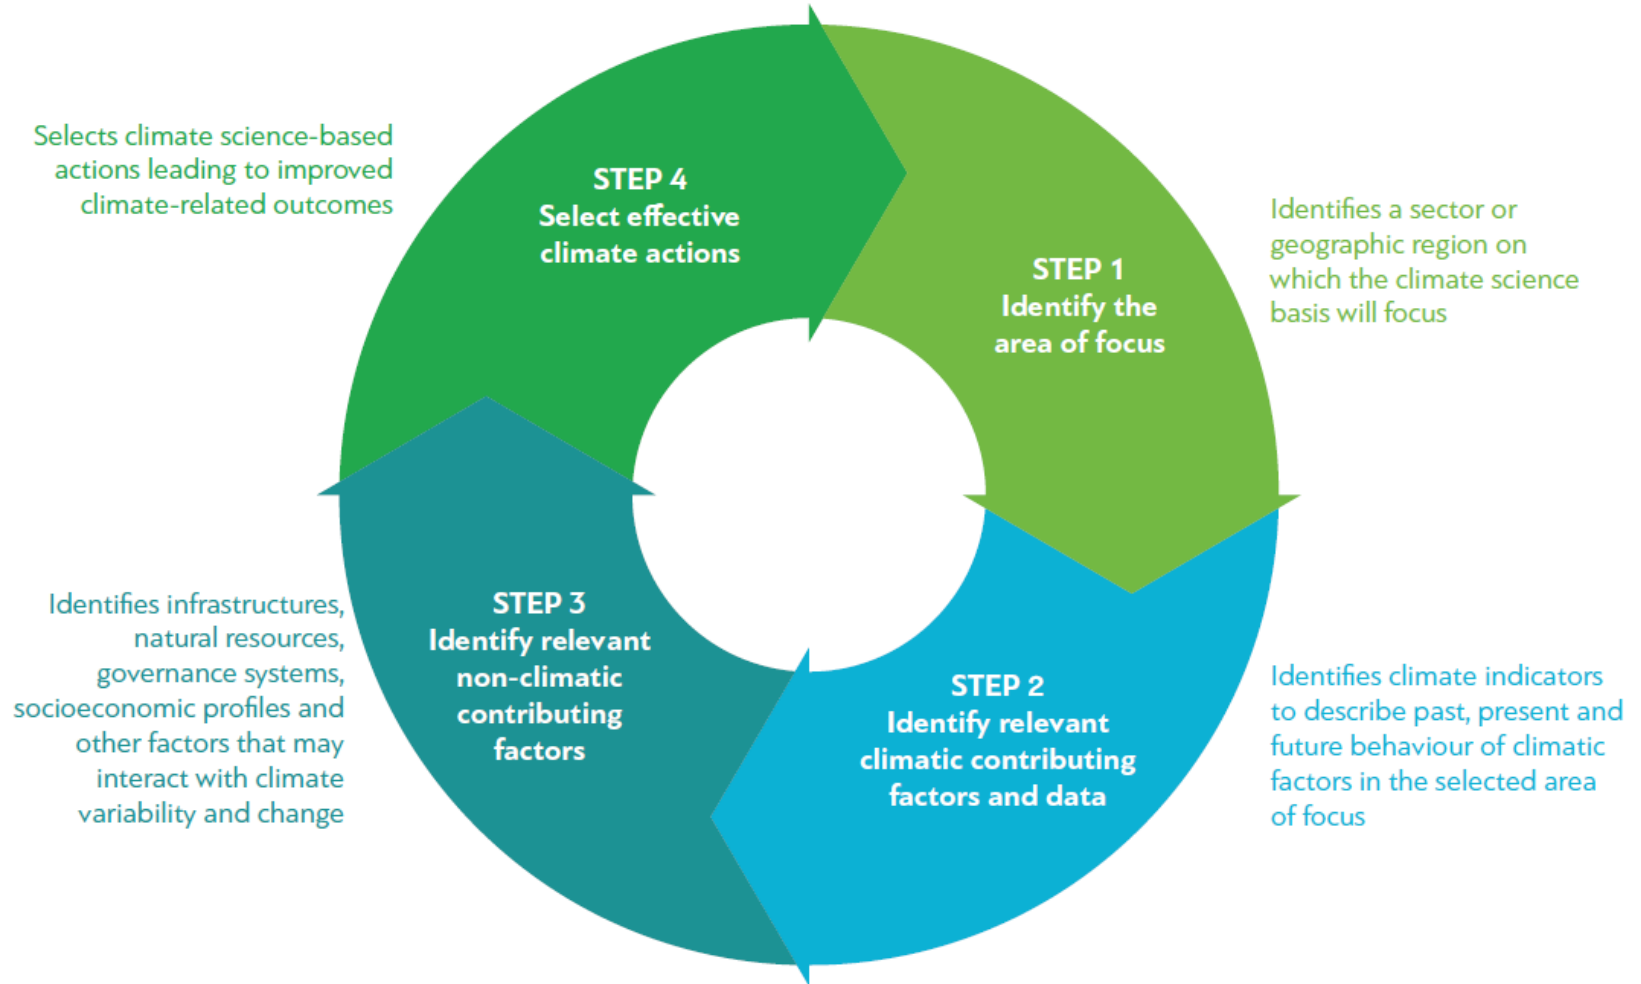 STEP 1
Identify the
area of focus
Identifies a sector or
geographic region on
which the climate science
basis will focus
STEP 2
Identify relevant
climatic contributing
factors and data
Identifies climate indicators
to describe past, present and
future behaviour of climatic
factors in the selected area
of focus
STEP 3
Identify relevant
non-climatic
contributing
factors
Identifies infrastructures,
natural resources,
governance systems,
socioeconomic profiles and
other factors that may
interact with climate
variability and change
STEP 4
Select effective
climate actions
Selects climate science-based
actions leading to improved
climate-related outcomes